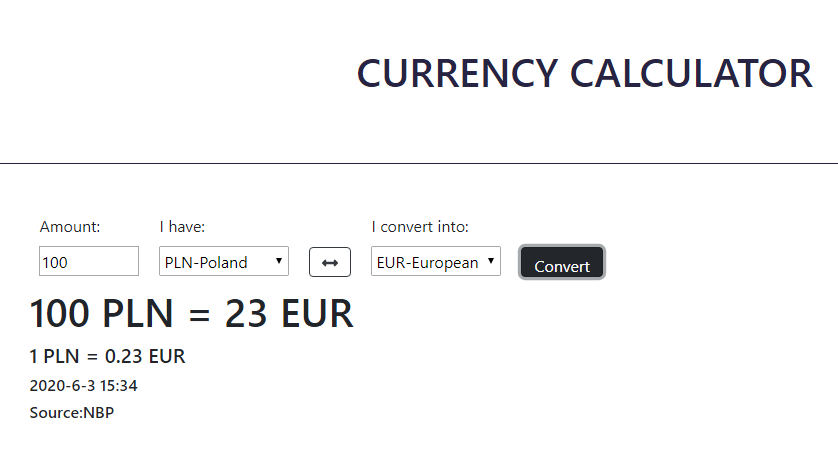 CURRENCY CALCULATOR
Amount: I have: I convert into:
100 PLN-Poland EUR-European Convert
100 PLN = 23 EUR
1 PLN = 0.23 EUR
2020-6-3 15:34
Source:NBP